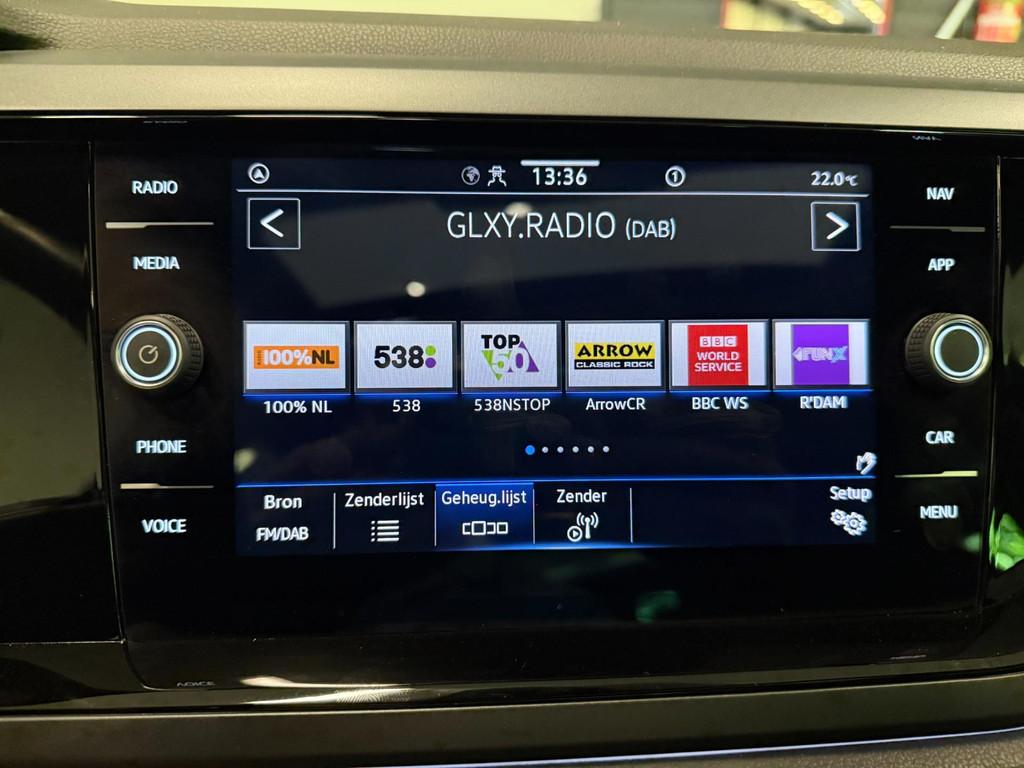 RADIO
MEDIA
PHONE
VOICE
13:36
1
22.0°C
<
GLXY.RADIO (DAB)
>
RADIO 100% NL
538
TOP 50
ARROW
CLASSIC ROCK
BBC
WORLD
SERVICE
FUNX
100% NL
538
538NSTOP
ArrowCR
BBC WS
R'DAM
Bron
FM/DAB
Zenderlijst
Geheug.lijst
Zender
Setup
NAV
APP
CAR
MENU